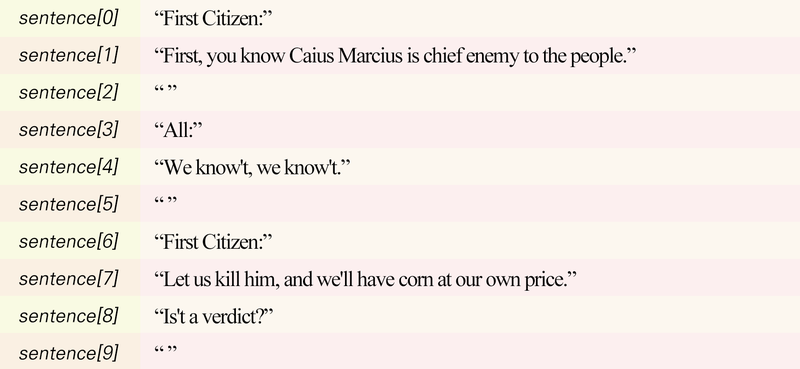 sentence[0] “First Citizen:”
sentence[1] “First, you know Caius Marcius is chief enemy to the people.”
sentence[2] “ ”
sentence[3] “All:”
sentence[4] “We know't, we know't.”
sentence[5] “ ”
sentence[6] “First Citizen:”
sentence[7] “Let us kill him, and we'll have corn at our own price.”
sentence[8] “Is't a verdict?”
sentence[9] “ ”